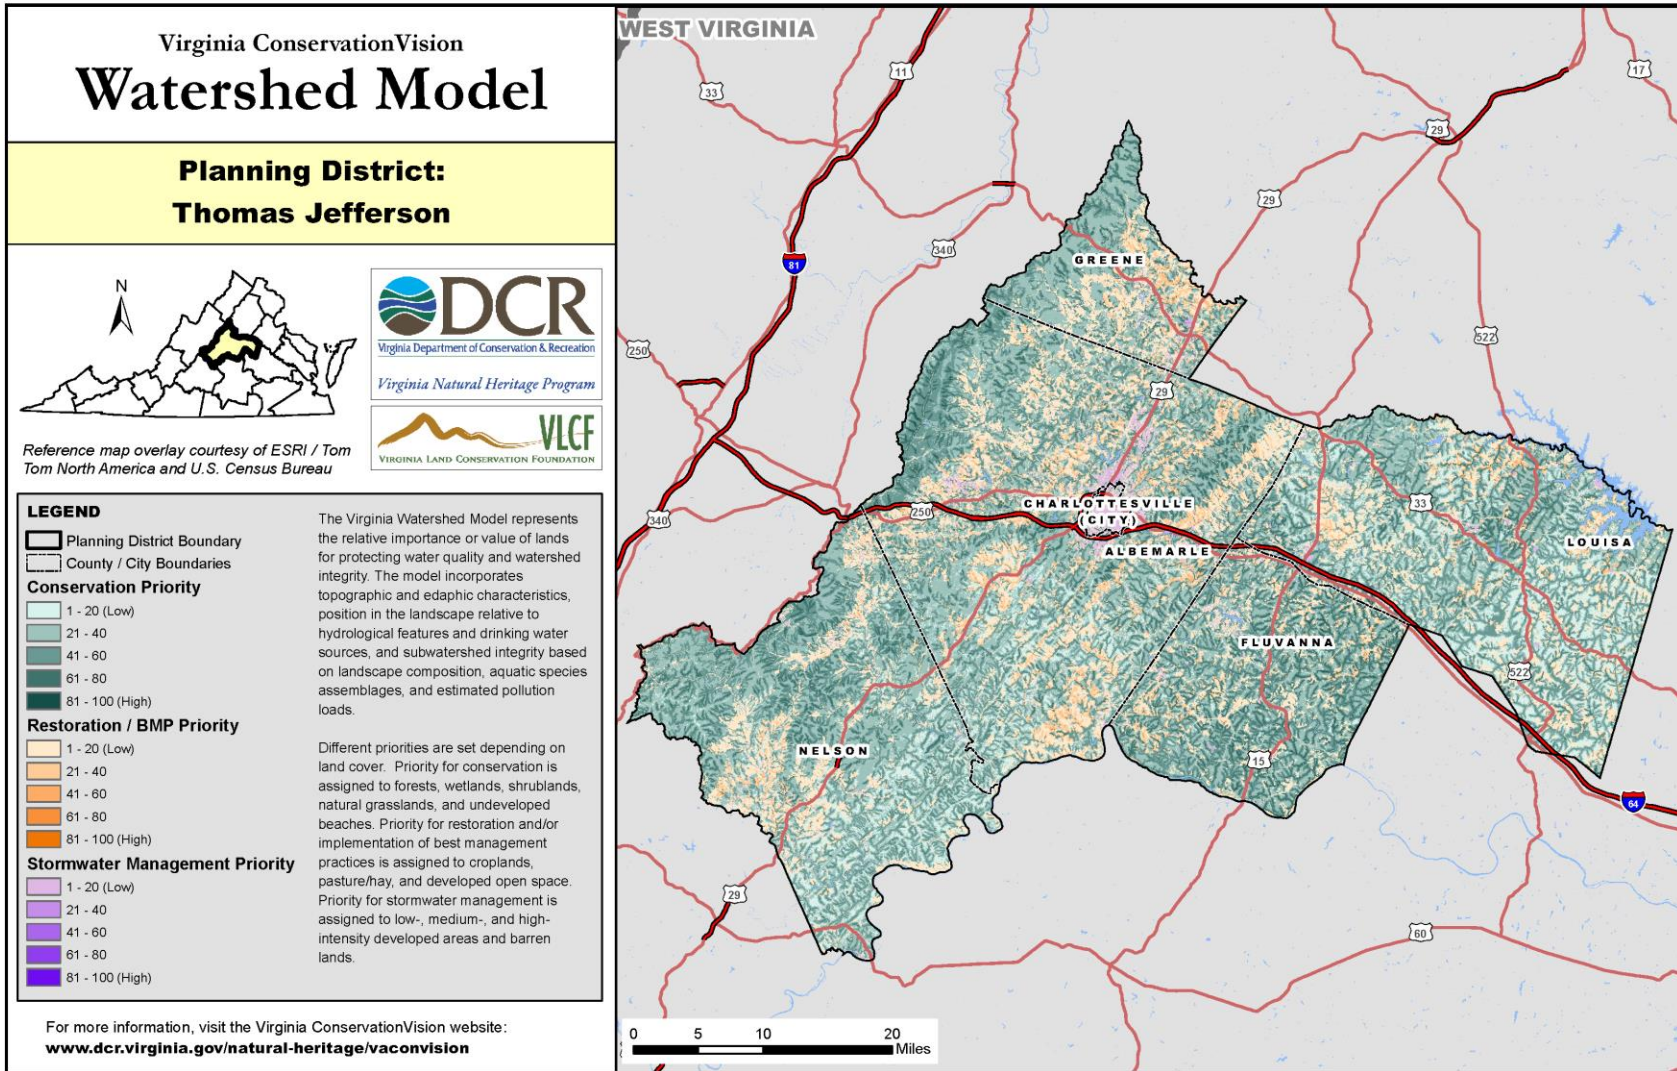 Virginia ConservationVision
Watershed Model
Planning District:
Thomas Jefferson
N
DCR
Virginia Department of Conservation & Recreation
Virginia Natural Heritage Program
VLCF
VIRGINIA LAND CONSERVATION FOUNDATION
Reference map overlay courtesy of ESRI / Tom
Tom North America and U.S. Census Bureau
LEGEND
Planning District Boundary
County / City Boundaries
Conservation Priority
1 - 20 (Low)
21 - 40
41 - 60
61 - 80
81 - 100 (High)
Restoration / BMP Priority
1 - 20 (Low)
21 - 40
41 - 60
61 - 80
81 - 100 (High)
Stormwater Management Priority
1 - 20 (Low)
21 - 40
41 - 60
61 - 80
81 - 100 (High)
The Virginia Watershed Model represents
the relative importance or value of lands
for protecting water quality and watershed
integrity. The model incorporates
topographic and edaphic characteristics,
position in the landscape relative to
hydrological features and drinking water
sources, and subwatershed integrity based
on landscape composition, aquatic species
assemblages, and estimated pollution
loads.
Different priorities are set depending on
land cover. Priority for conservation is
assigned to forests, wetlands, shrublands,
natural grasslands, and undeveloped
beaches. Priority for restoration and/or
implementation of best management
practices is assigned to croplands,
pasture/hay, and developed open space.
Priority for stormwater management is
assigned to low-, medium-, and high-
intensity developed areas and barren
lands.
For more information, visit the Virginia ConservationVision website:
www.dcr.virginia.gov/natural-heritage/vaconvision
WEST VIRGINIA
33
11
17
29
29
340
81
GREENE
250
522
29
33
CHARLOTTESVILLE
(CITY)
250
340
ALBEMARLE
LOUISA
FLUVANNA
522
NELSON
15
64
29
60
0 5 10 20
Miles